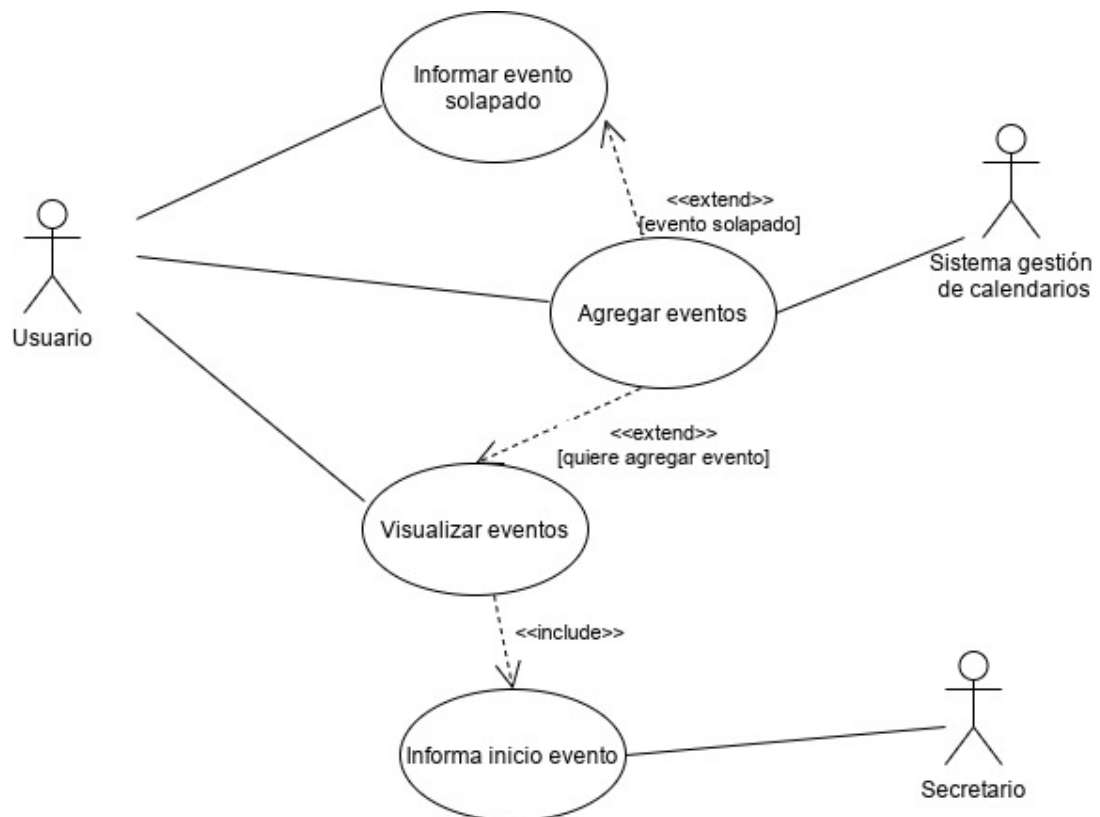 Informar evento
solapado
<<extend>>
[evento solapado]
Sistema gestión
de calendarios
Usuario
Agregar eventos
<<extend>>
[quiere agregar evento]
Visualizar eventos
<<include>>
Informa inicio evento
Secretario